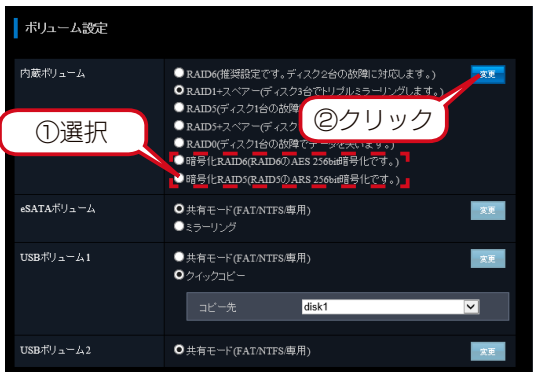 ボリューム設定
内蔵ボリューム
RAID6(推奨設定です。ディスク2台の故障に対応します。)
変更
RAID1+スペアー(ディスク3台でトリプルミラーリングします。)
RAID5(ディスク1台の故障
②クリック
①選択
RAID5+スペアー(ディスク
RAID0(ディスク1台の故障でデータを失います。)
暗号化RAID6(RAID6のAES 256bit暗号化です。)
暗号化RAID5(RAID5のARS 256bit暗号化です。)
eSATAボリューム
共有モード(FAT/NTFS/専用)
変更
ミラーリング
USBボリューム1
共有モード(FAT/NTFS/専用)
変更
クイックコピー
コピー先
disk1
USBボリューム2
共有モード(FAT/NTFS/専用)
変更